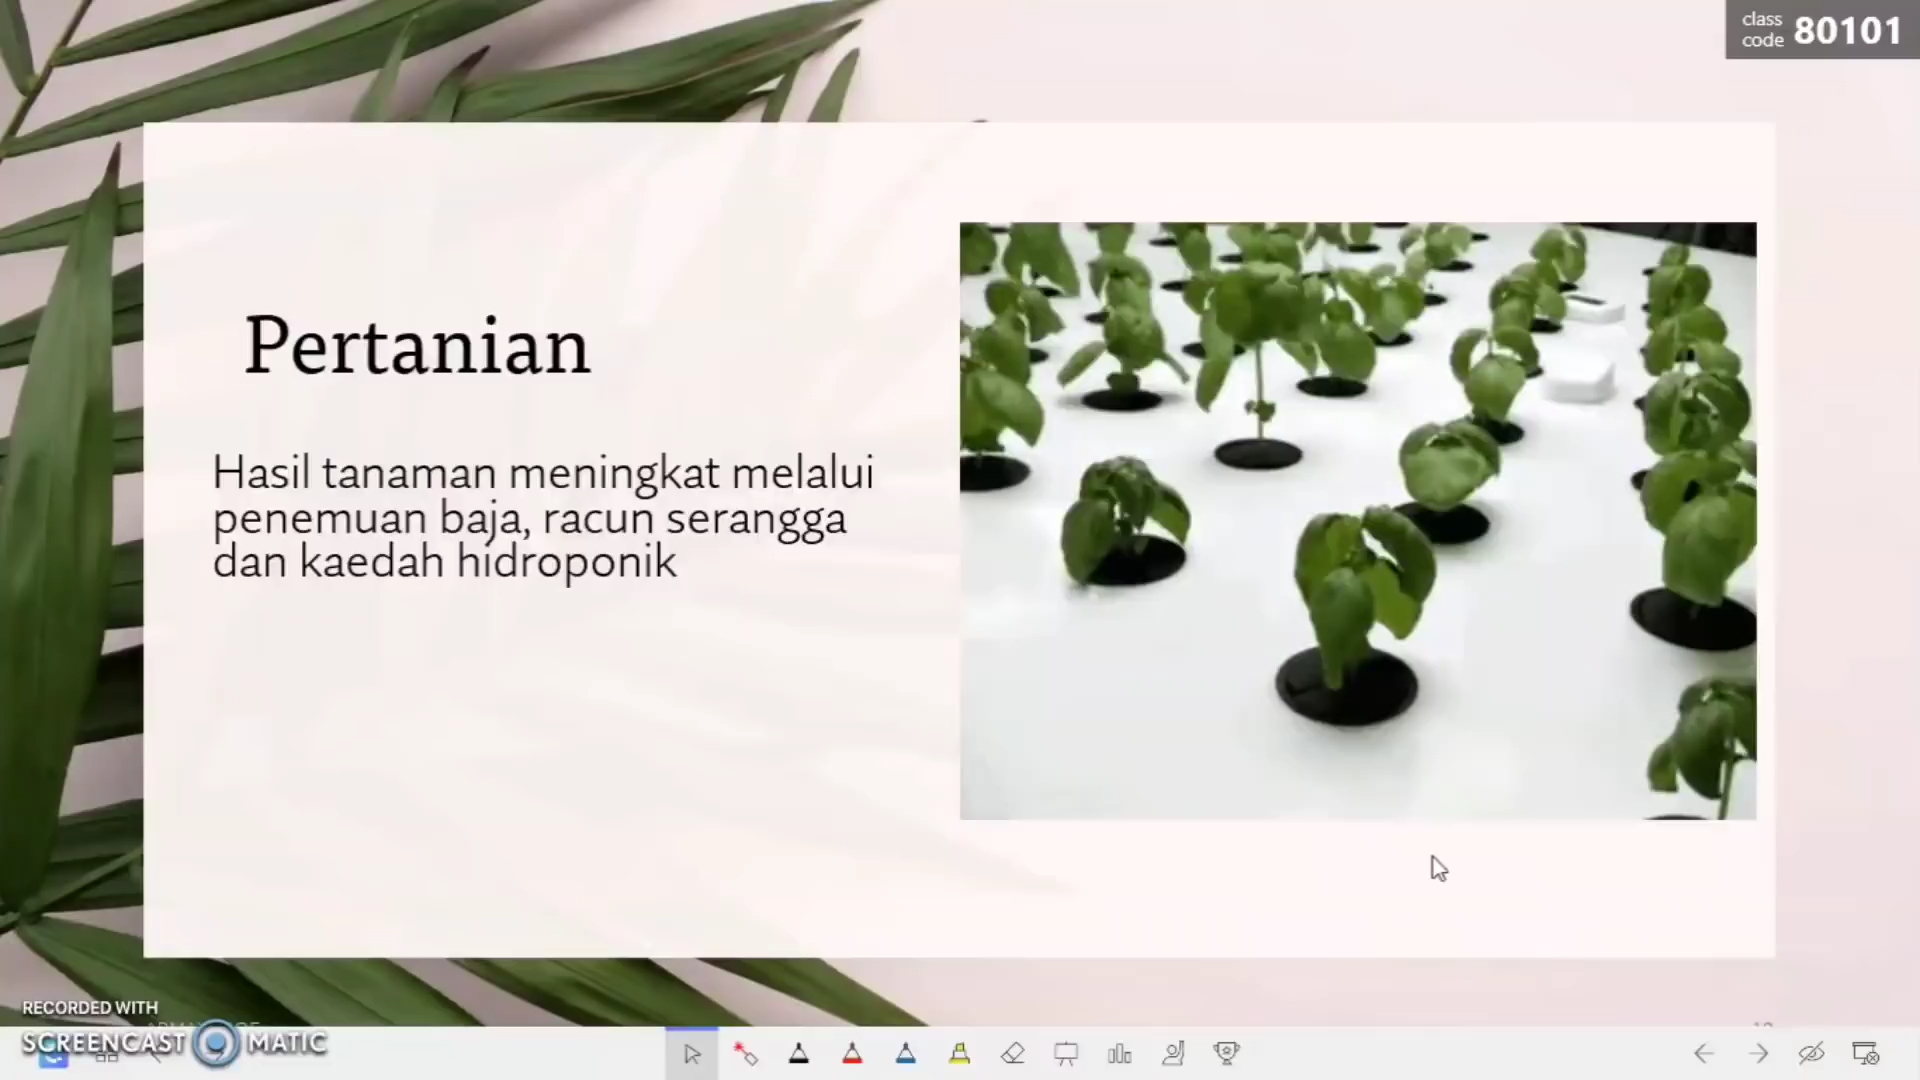 class
code 80101
Pertanian
Hasil tanaman meningkat melalui
penemuan baja, racun serangga
dan kaedah hidroponik
RECORDED WITH
SCREENCAST MATIC